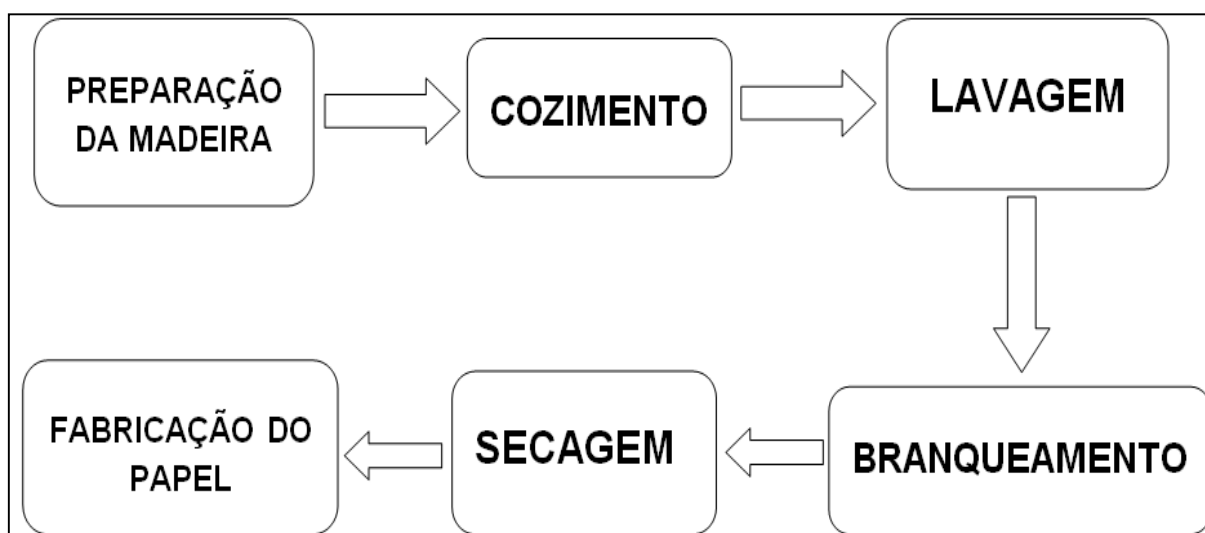 PREPARAÇÃO
DA MADEIRA
COZIMENTO
LAVAGEM
BRANQUEAMENTO
SECAGEM
FABRICAÇÃO DO
PAPEL